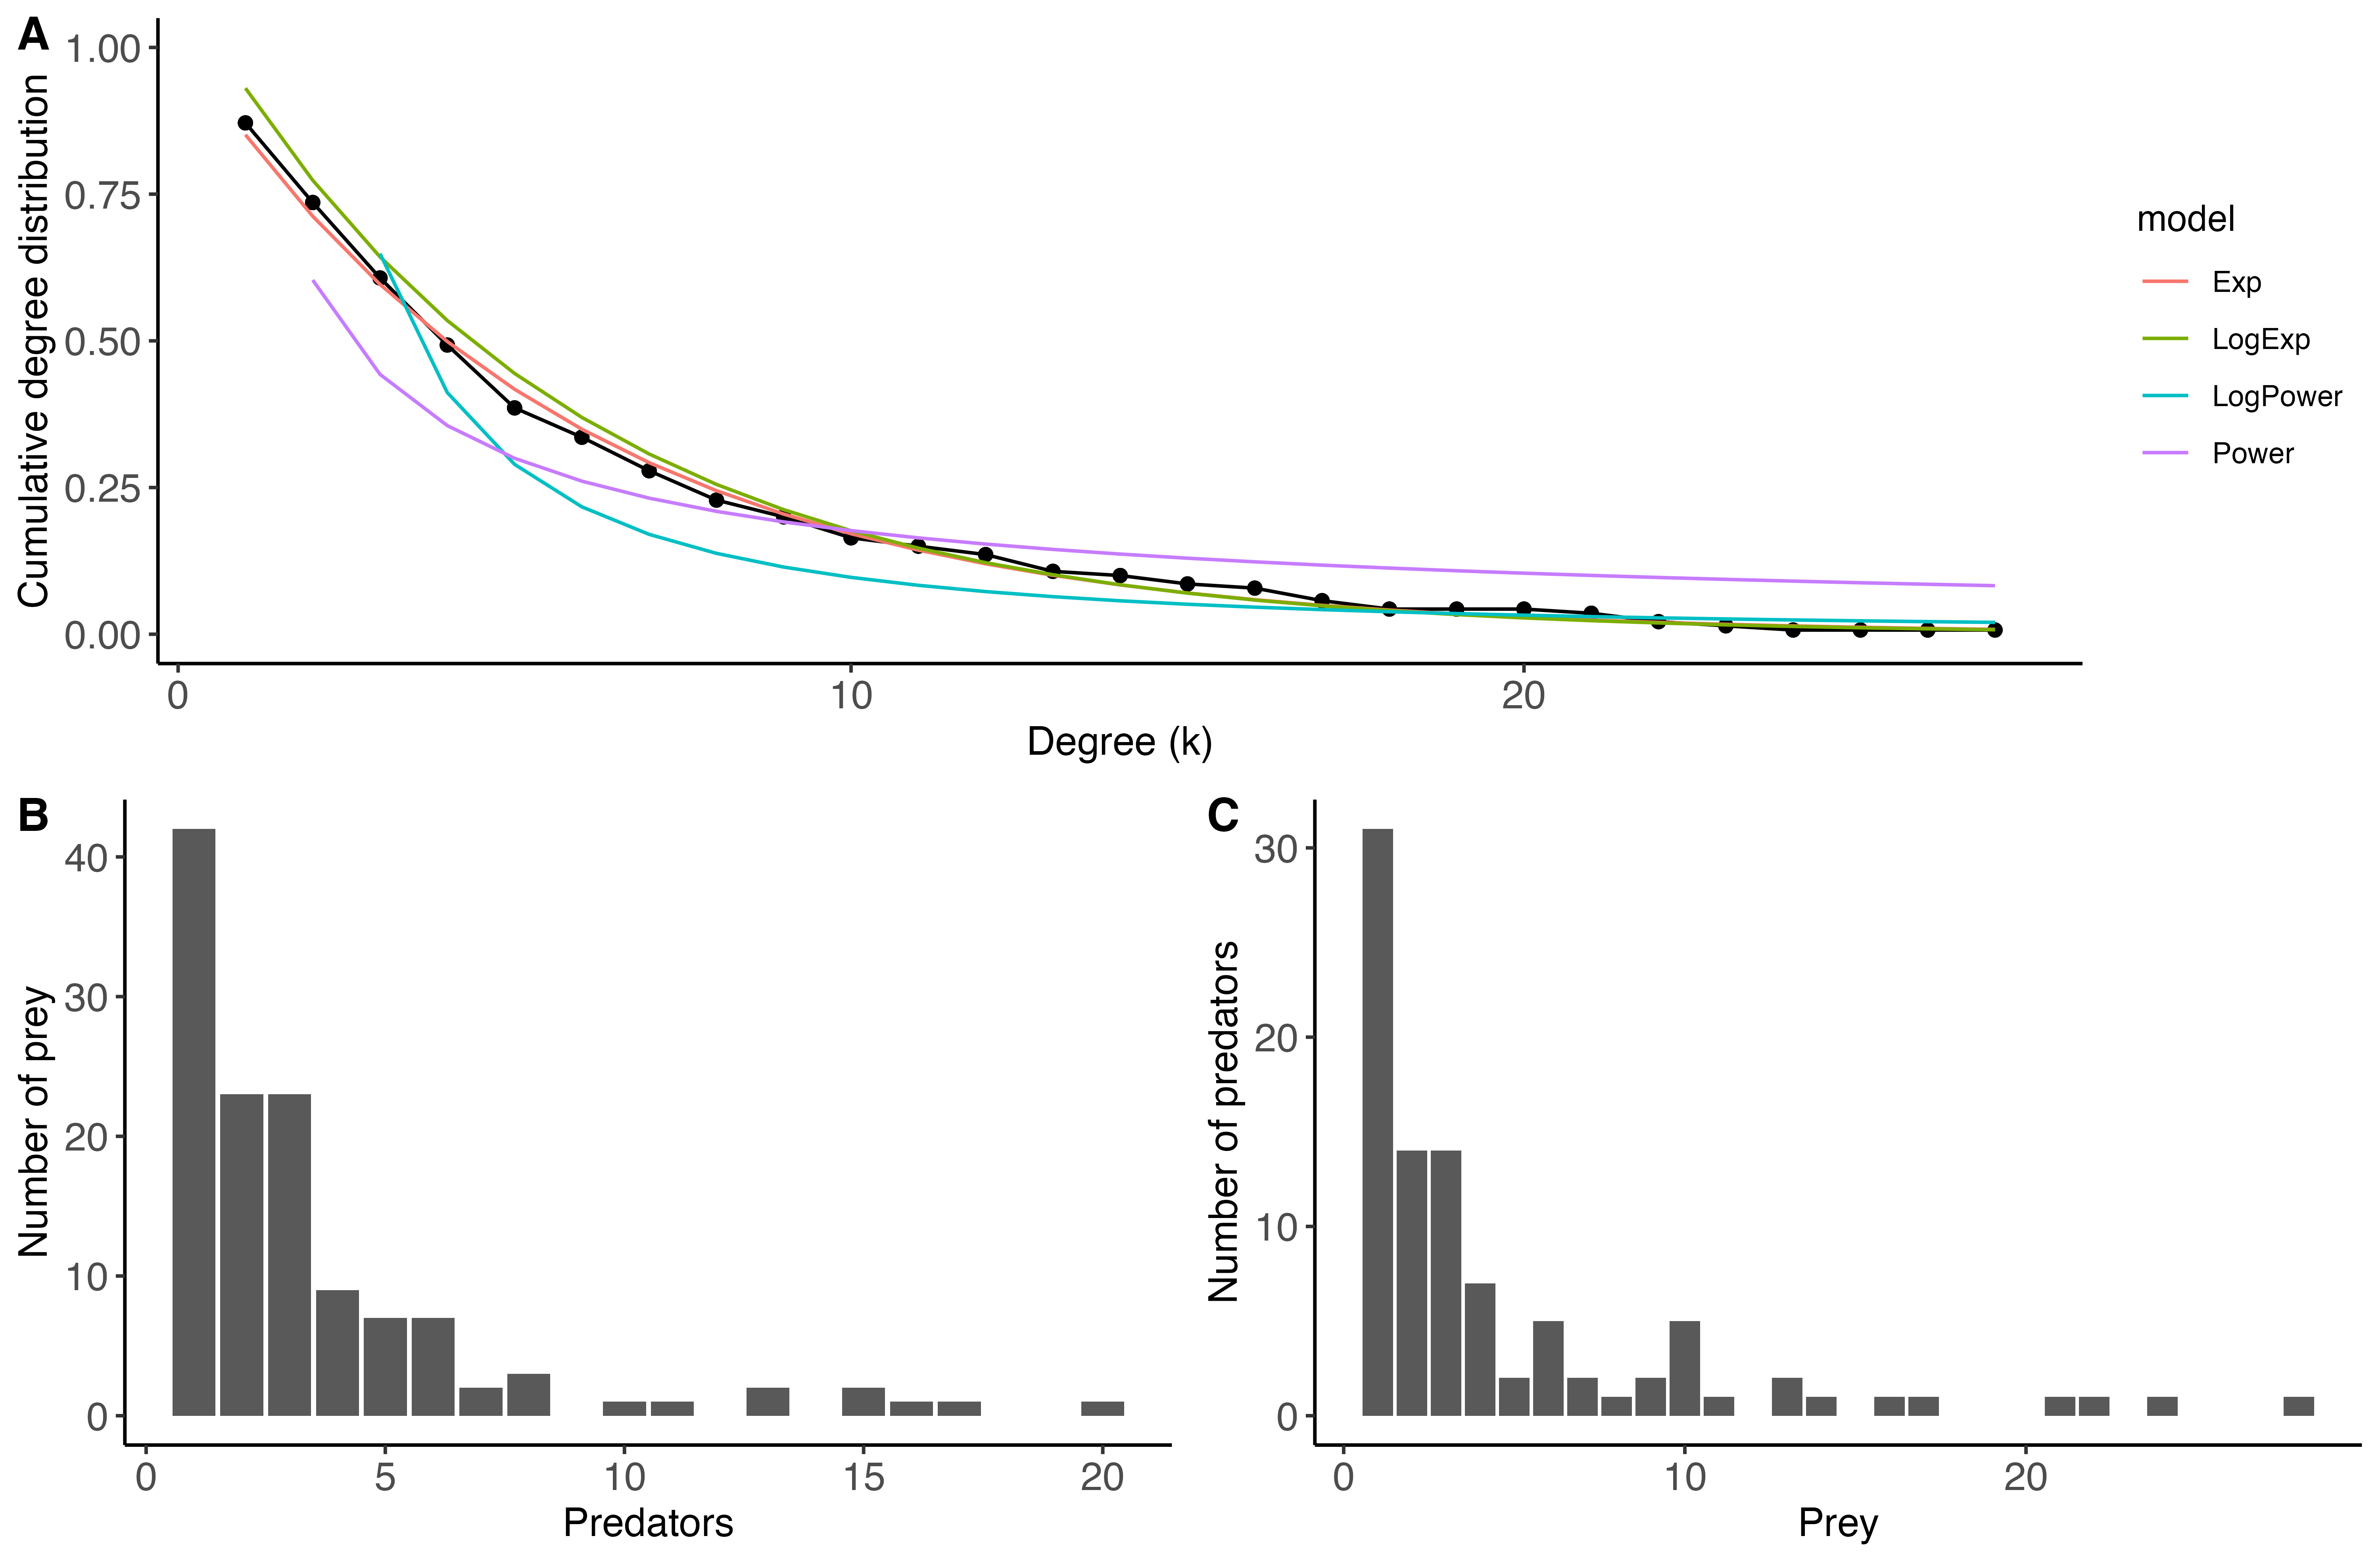 A
Cumulative degree distribution
1.00
0.75
0.50
0.25
0.00
0 10 20
Degree (k)
model
Exp
LogExp
LogPower
Power
B
Number of prey
40
30
20
10
0
0 5 10 15 20
Predators
C
Number of predators
30
20
10
0
0 10 20
Prey